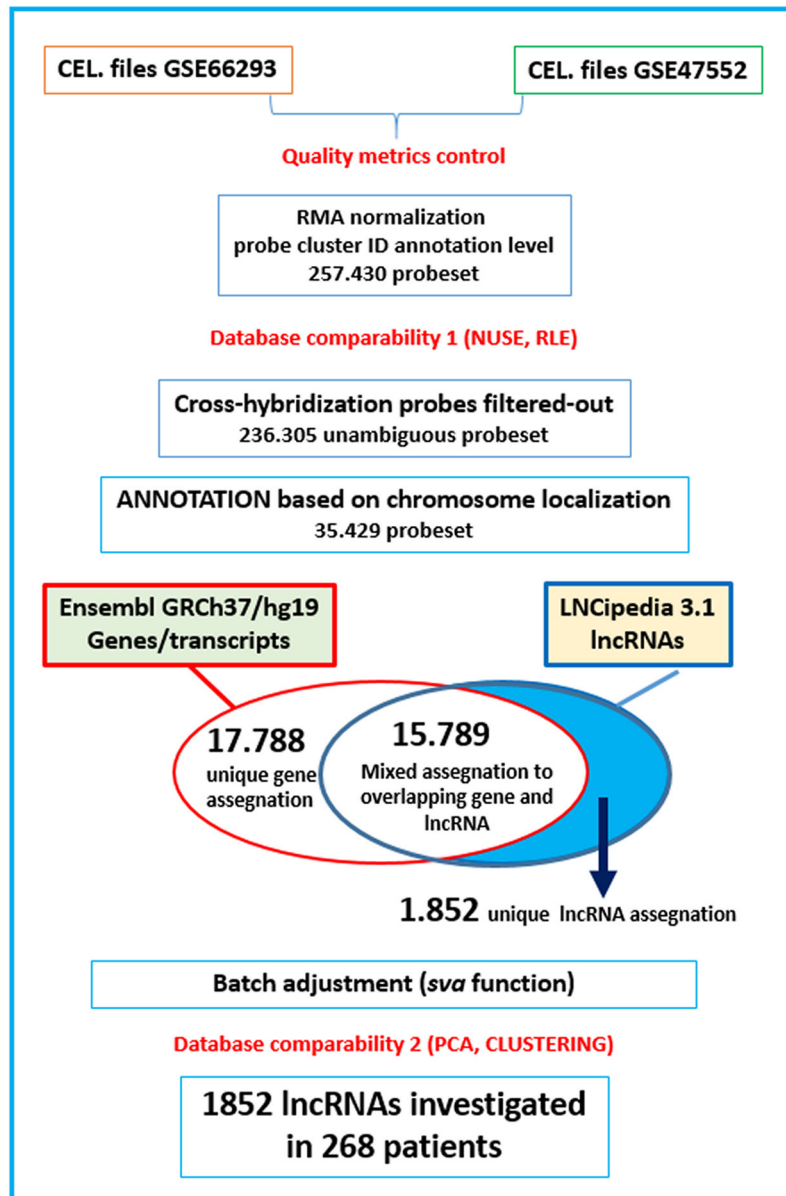 CEL. files GSE66293
CEL. files GSE47552
Quality metrics control
RMA normalization
probe cluster ID annotation level
257.430 probeset
Database comparability 1 (NUSE, RLE)
Cross-hybridization probes filtered-out
236.305 unambiguous probeset
ANNOTATION based on chromosome localization
35.429 probeset
Ensembl GRCh37/hg19
Genes/transcripts
LNCipedia 3.1
lncRNAs
17.788
unique gene
assegnation
15.789
Mixed assegnation to
overlapping gene and
lncRNA
1.852 unique lncRNA assegnation
Batch adjustment (sva function)
Database comparability 2 (PCA, CLUSTERING)
1852 lncRNAs investigated
in 268 patients